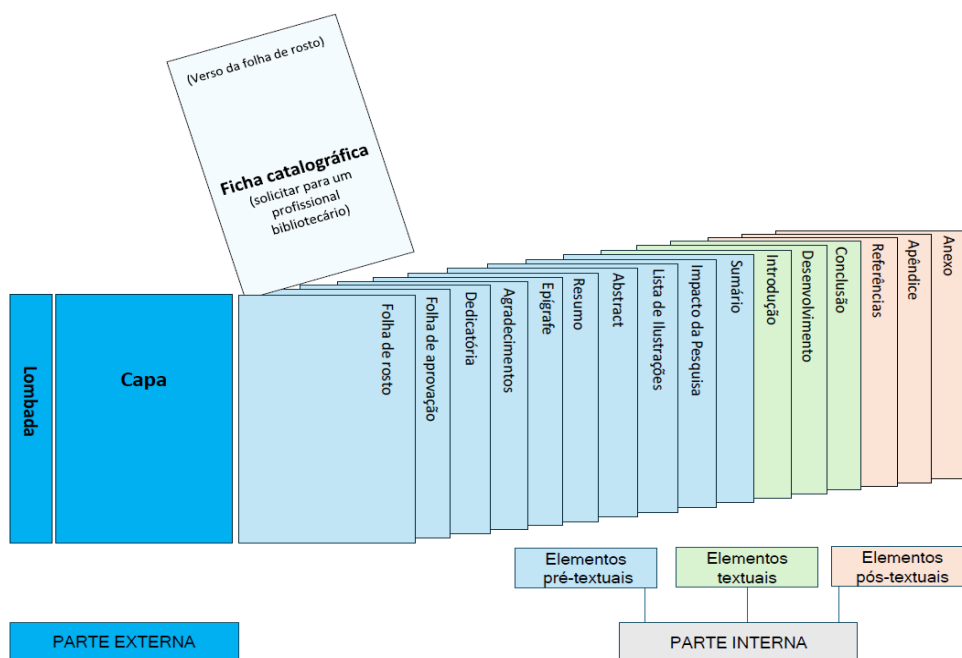 (Verso da folha de rosto)
Ficha catalográfica
(solicitar para um
profissional
bibliotecário)
Lombada
Capa
Folha de rosto
Folha de aprovação
Dedicatória
Agradecimentos
Epigrafe
Resumo
Abstract
Lista de Ilustrações
Impacto da Pesquisa
Sumário
Introdução
Desenvolvimento
Conclusão
Referências
Apêndice
Anexo
Elementos
pré-textuais
Elementos
textuais
Elementos
pós-textuais
PARTE EXTERNA
PARTE INTERNA